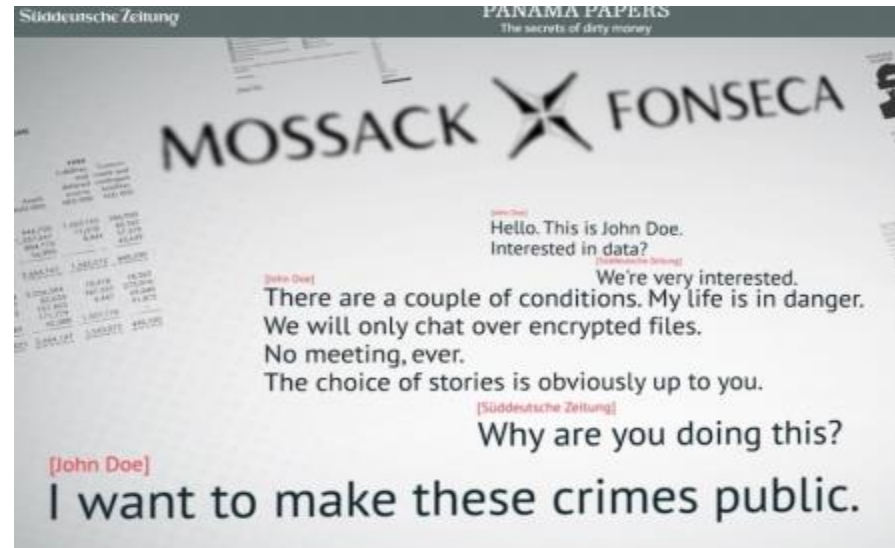 Süddeutsche Zeitung
PANAMA PAPERS
The secrets of dirty money
MOSSACK FONSECA
[John Doe]
Hello. This is John Doe.
Interested in data?
[Süddeutsche Zeitung]
We're very interested.
[John Doe]
There are a couple of conditions. My life is in danger.
We will only chat over encrypted files.
No meeting, ever.
The choice of stories is obviously up to you.
[Süddeutsche Zeitung]
Why are you doing this?
[John Doe]
I want to make these crimes public.